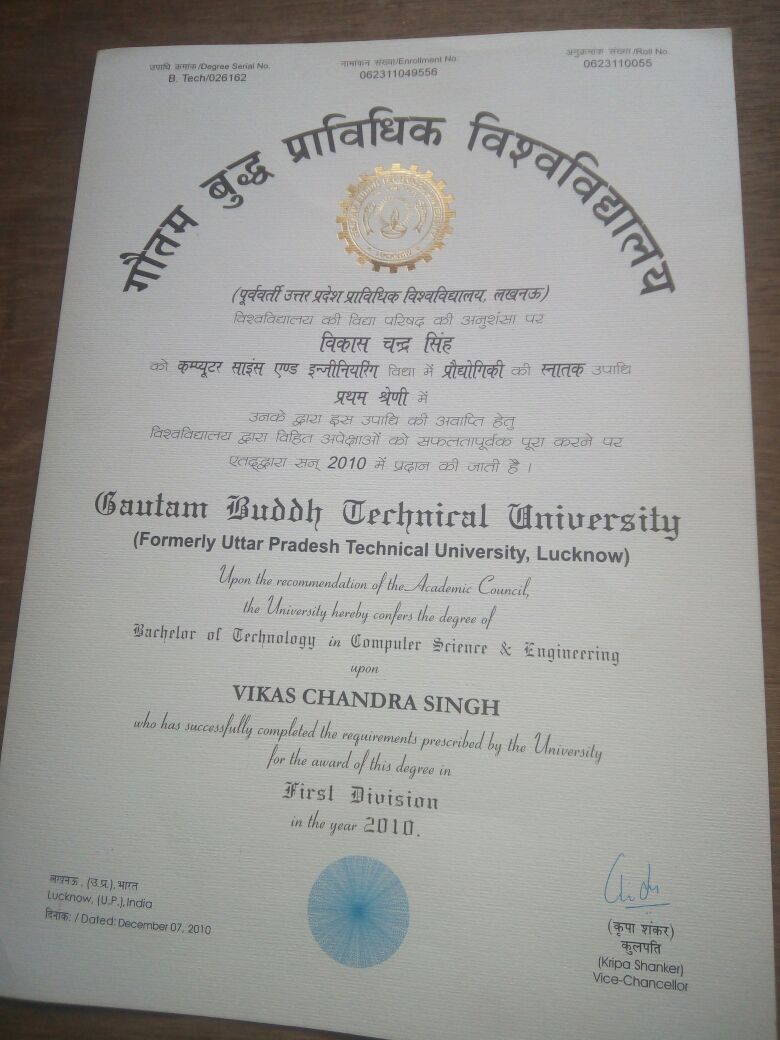 उपाधि क्रमांक/Degree Serial No.
B. Tech/026162
नामांकन संख्या/Enrollment No.
062311049556
अनुक्रमांक संख्या/Roll No.
0623110055
गौतम बुद्ध प्राविधिक विश्वविद्यालय
(पूर्ववर्ती उत्तर प्रदेश प्राविधिक विश्वविद्यालय, लखनऊ)
विश्वविद्यालय की विद्या परिषद् की अनुशंसा पर
विकास चन्द्र सिंह
को कम्प्यूटर साइंस एण्ड इन्जीनियरिंग विधा में प्रौद्योगिकी की स्नातक उपाधि
प्रथम श्रेणी में
उनके द्वारा इस उपाधि की अवाप्ति हेतु
विश्वविद्यालय द्वारा विहित अपेक्षाओं को सफलतापूर्वक पूरा करने पर
एतद्द्वारा सन् 2010 में प्रदान की जाती है ।
Gautam Buddh Technical University
(Formerly Uttar Pradesh Technical University, Lucknow)
Upon the recommendation of the Academic Council,
the University hereby confers the degree of
Bachelor of Technology in Computer Science & Engineering
upon
VIKAS CHANDRA SINGH
who has successfully completed the requirements prescribed by the University
for the award of this degree in
First Division
in the year 2010.
लखनऊ , (उ.प्र.), भारत
Lucknow, (U.P.), India
दिनांक: / Dated: December 07, 2010
(कृपा शंकर)
कुलपति
(Kripa Shanker)
Vice-Chancellor